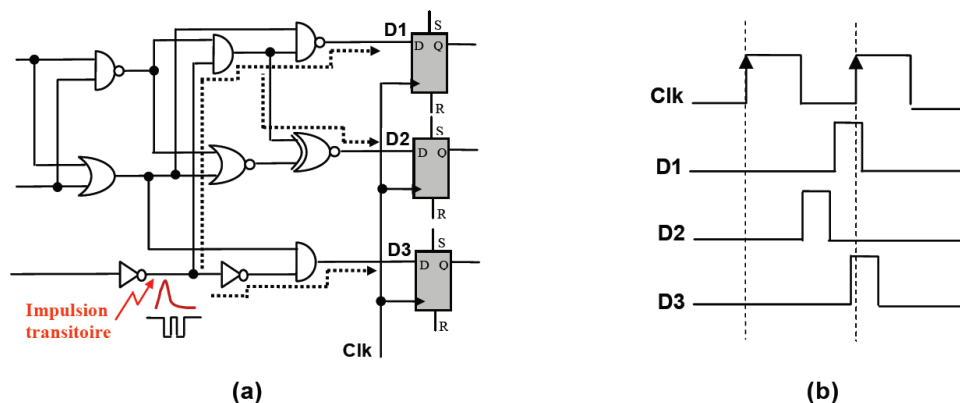 D1
S
D Q
R
S
D2
D Q
R
S
D3
D Q
R
Impulsion
transitoire
Clk
(a)
Clk
D1
D2
D3
(b)